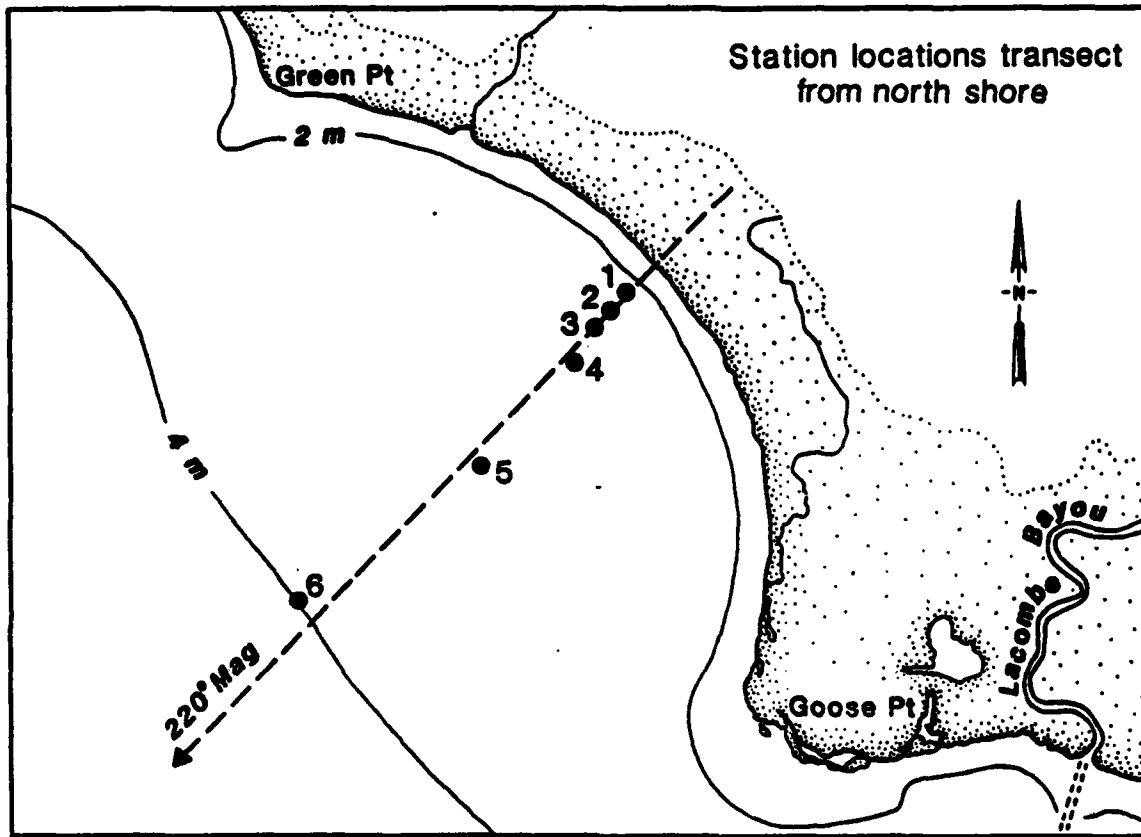 Station locations transect
from north shore
Green Pt
2 m
1
2
3
4
5
6
4 m
220° Mag
-N-
Bayou
Lacomb
Goose Pt